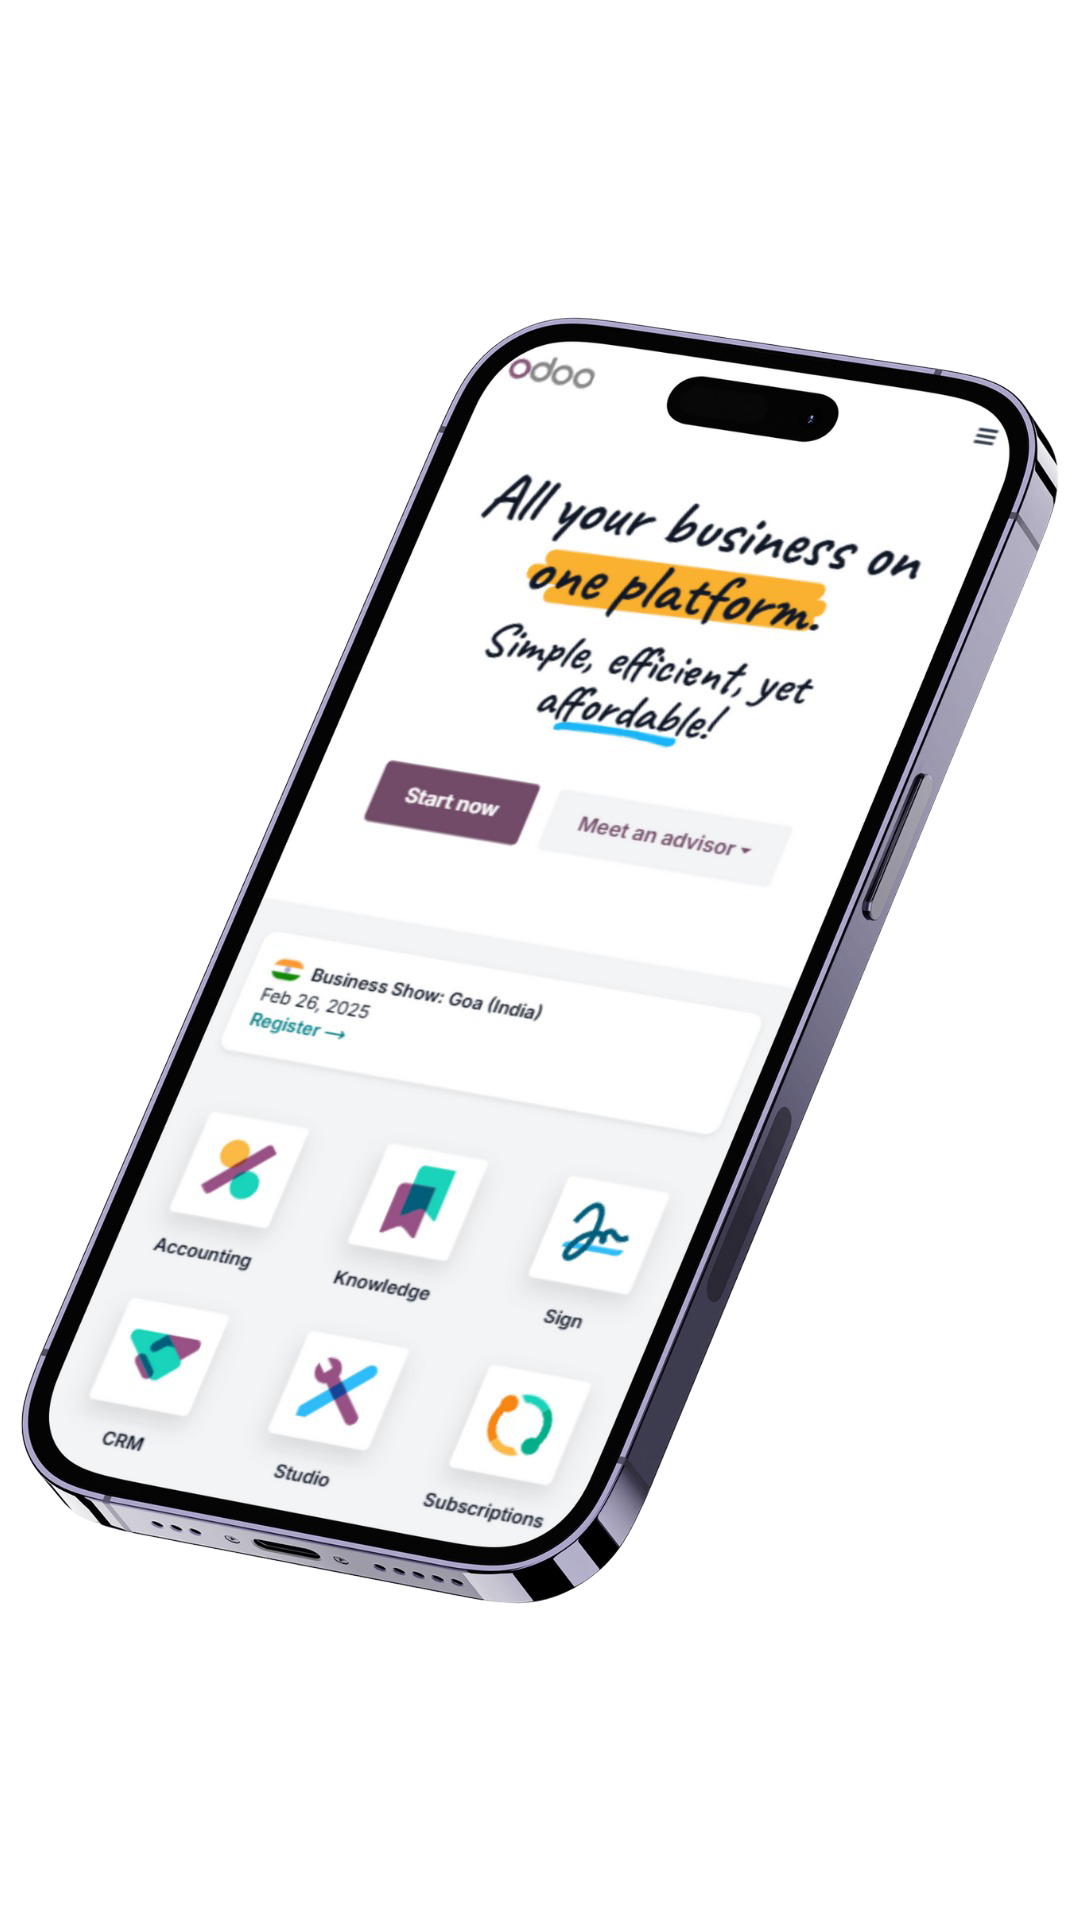 odoo
All your business on
one platform.
Simple, efficient, yet
affordable!
Start now
Meet an advisor
Business Show: Goa (India)
Feb 26, 2025
Register →
Accounting
Knowledge
Sign
CRM
Studio
Subscriptions